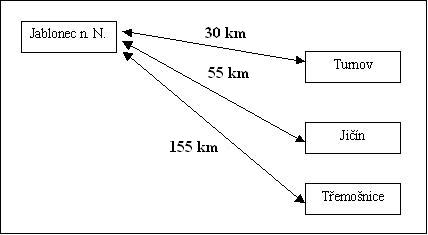 Jablonec n. N.
30 km
Turnov
55 km
Jičín
155 km
Třemošnice